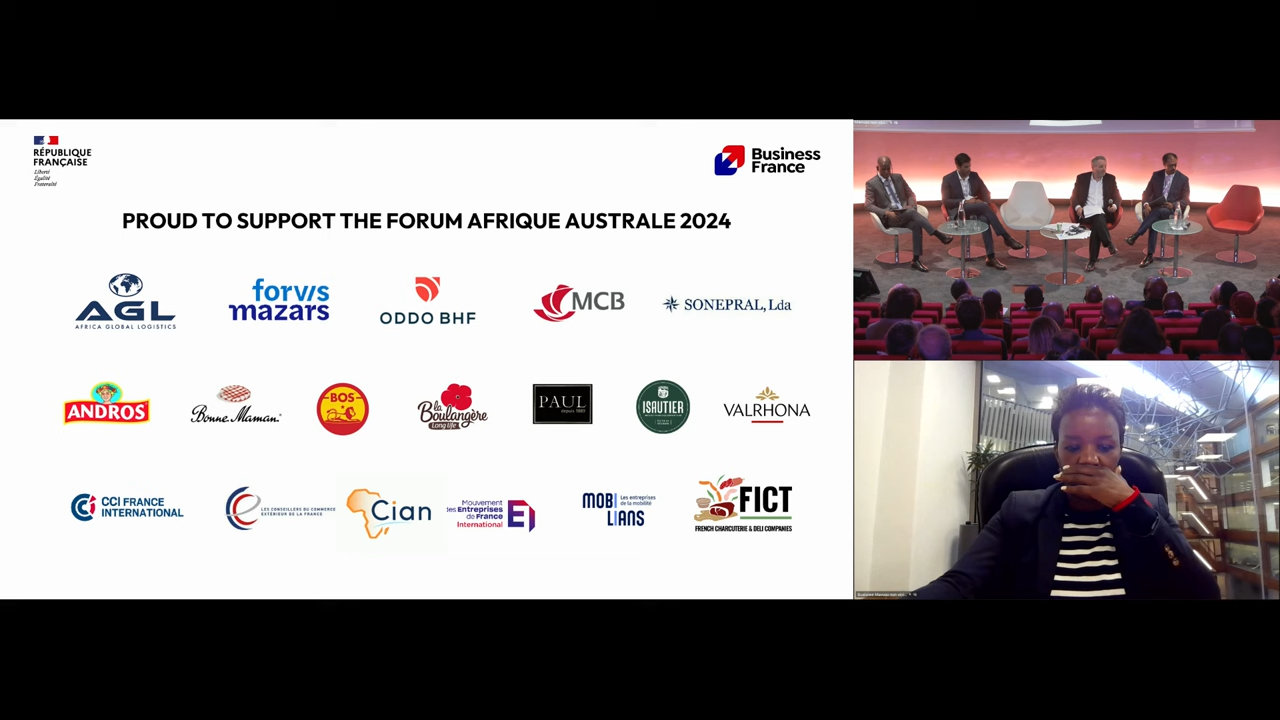 RÉPUBLIQUE
FRANÇAISE
Liberté
Égalité
Fraternité
Business
France
PROUD TO SUPPORT THE FORUM AFRIQUE AUSTRALE 2024
AGL
AFRICA GLOBAL LOGISTICS
forvis
mazars
ODDO BHF
MCB
SONEPRAL, Lda
ANDROS
Bonne Maman
BOS
la
Boulangère
Long life
PAUL
depuis 1889
ISAUTIER
VALRHONA
CCI FRANCE
INTERNATIONAL
LES CONSEILLERS DU COMMERCE
EXTÉRIEUR DE LA FRANCE
Cian
Mouvement
des Entreprises
de France
International
MOBILIANS
Les entreprises
de la mobilité
FICT
FRENCH CHARCUTERIE & DELI COMPANIES